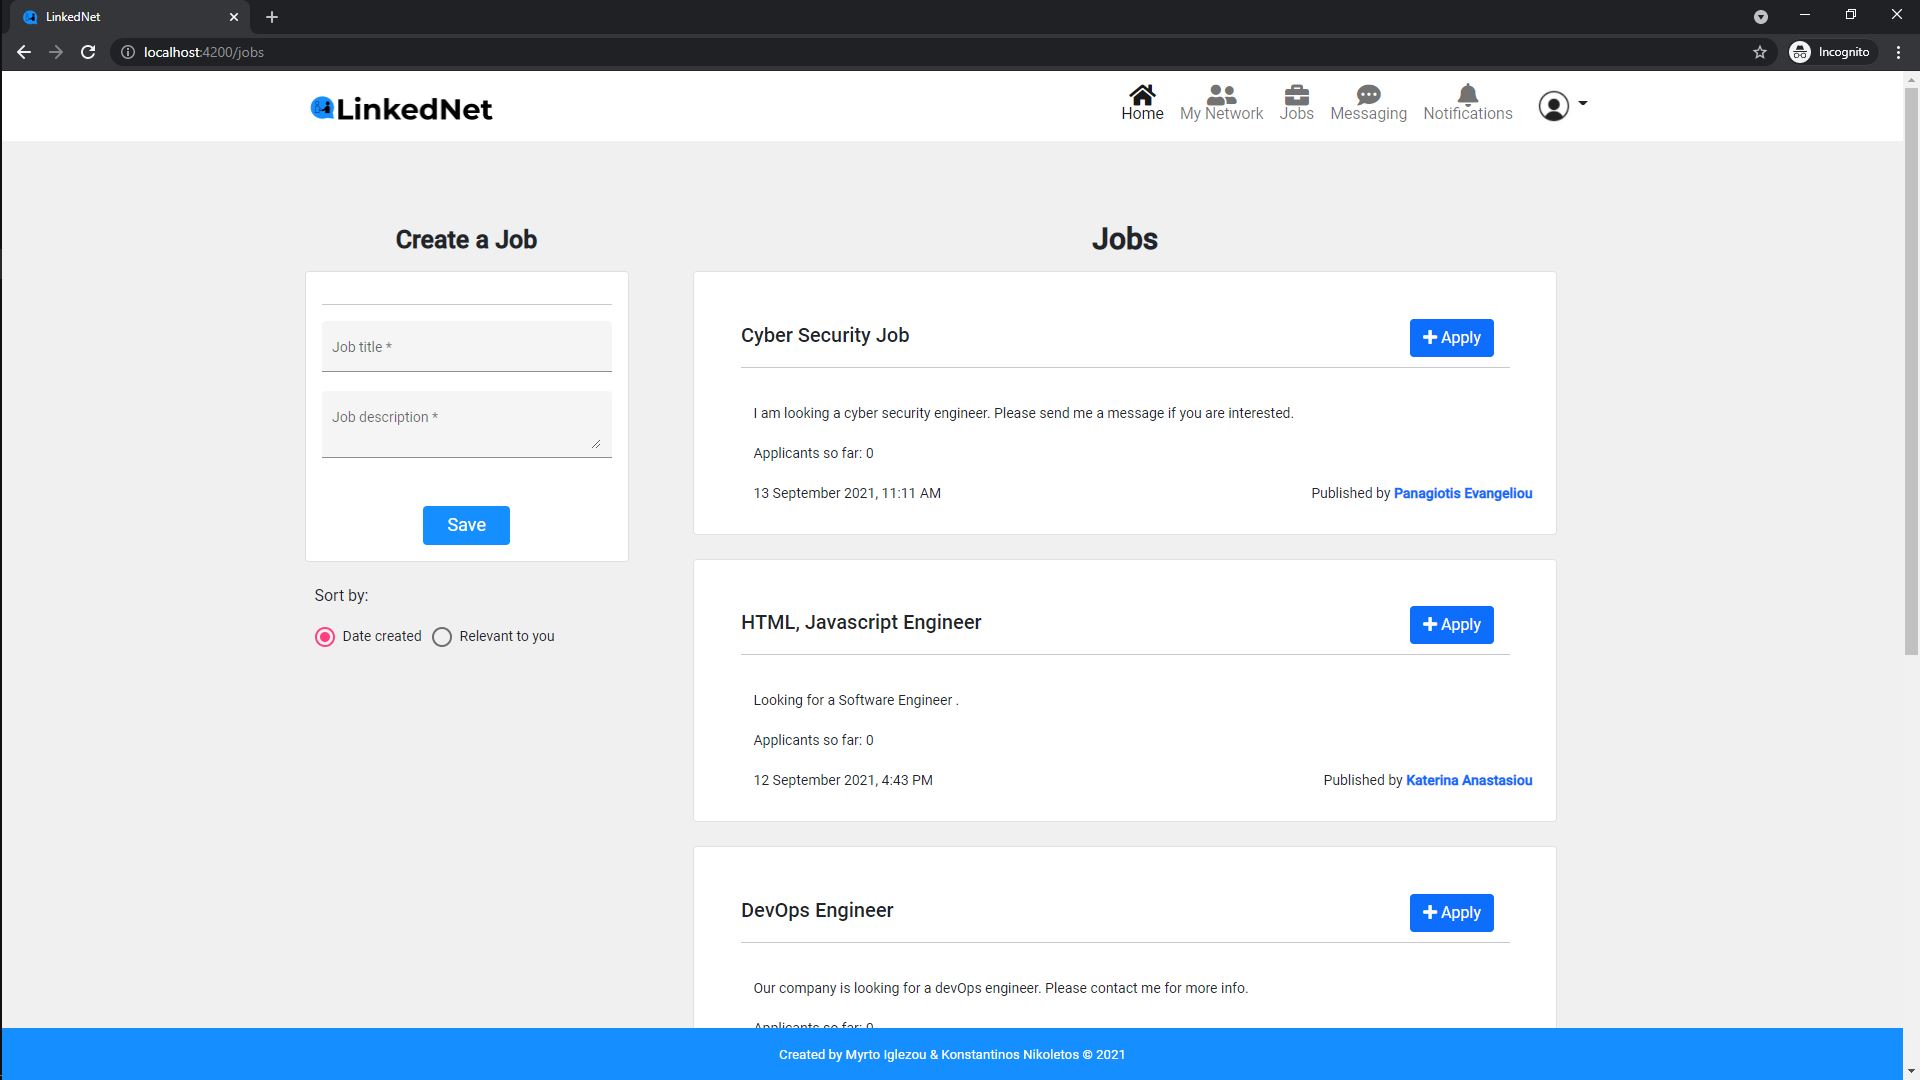 LinkedNet
localhost:4200/jobs
Incognito
LinkedNet
Home
My Network
Jobs
Messaging
Notifications
Create a Job
Job title *
Job description *
Save
Sort by:
Date created
Relevant to you
Jobs
Cyber Security Job
Apply
I am looking a cyber security engineer. Please send me a message if you are interested.
Applicants so far: 0
13 September 2021, 11:11 AM
Published by Panagiotis Evangeliou
HTML, Javascript Engineer
Apply
Looking for a Software Engineer .
Applicants so far: 0
12 September 2021, 4:43 PM
Published by Katerina Anastasiou
DevOps Engineer
Apply
Our company is looking for a devOps engineer. Please contact me for more info.
Applicants so far: 0
Created by Myrto Iglezou & Konstantinos Nikoletos © 2021